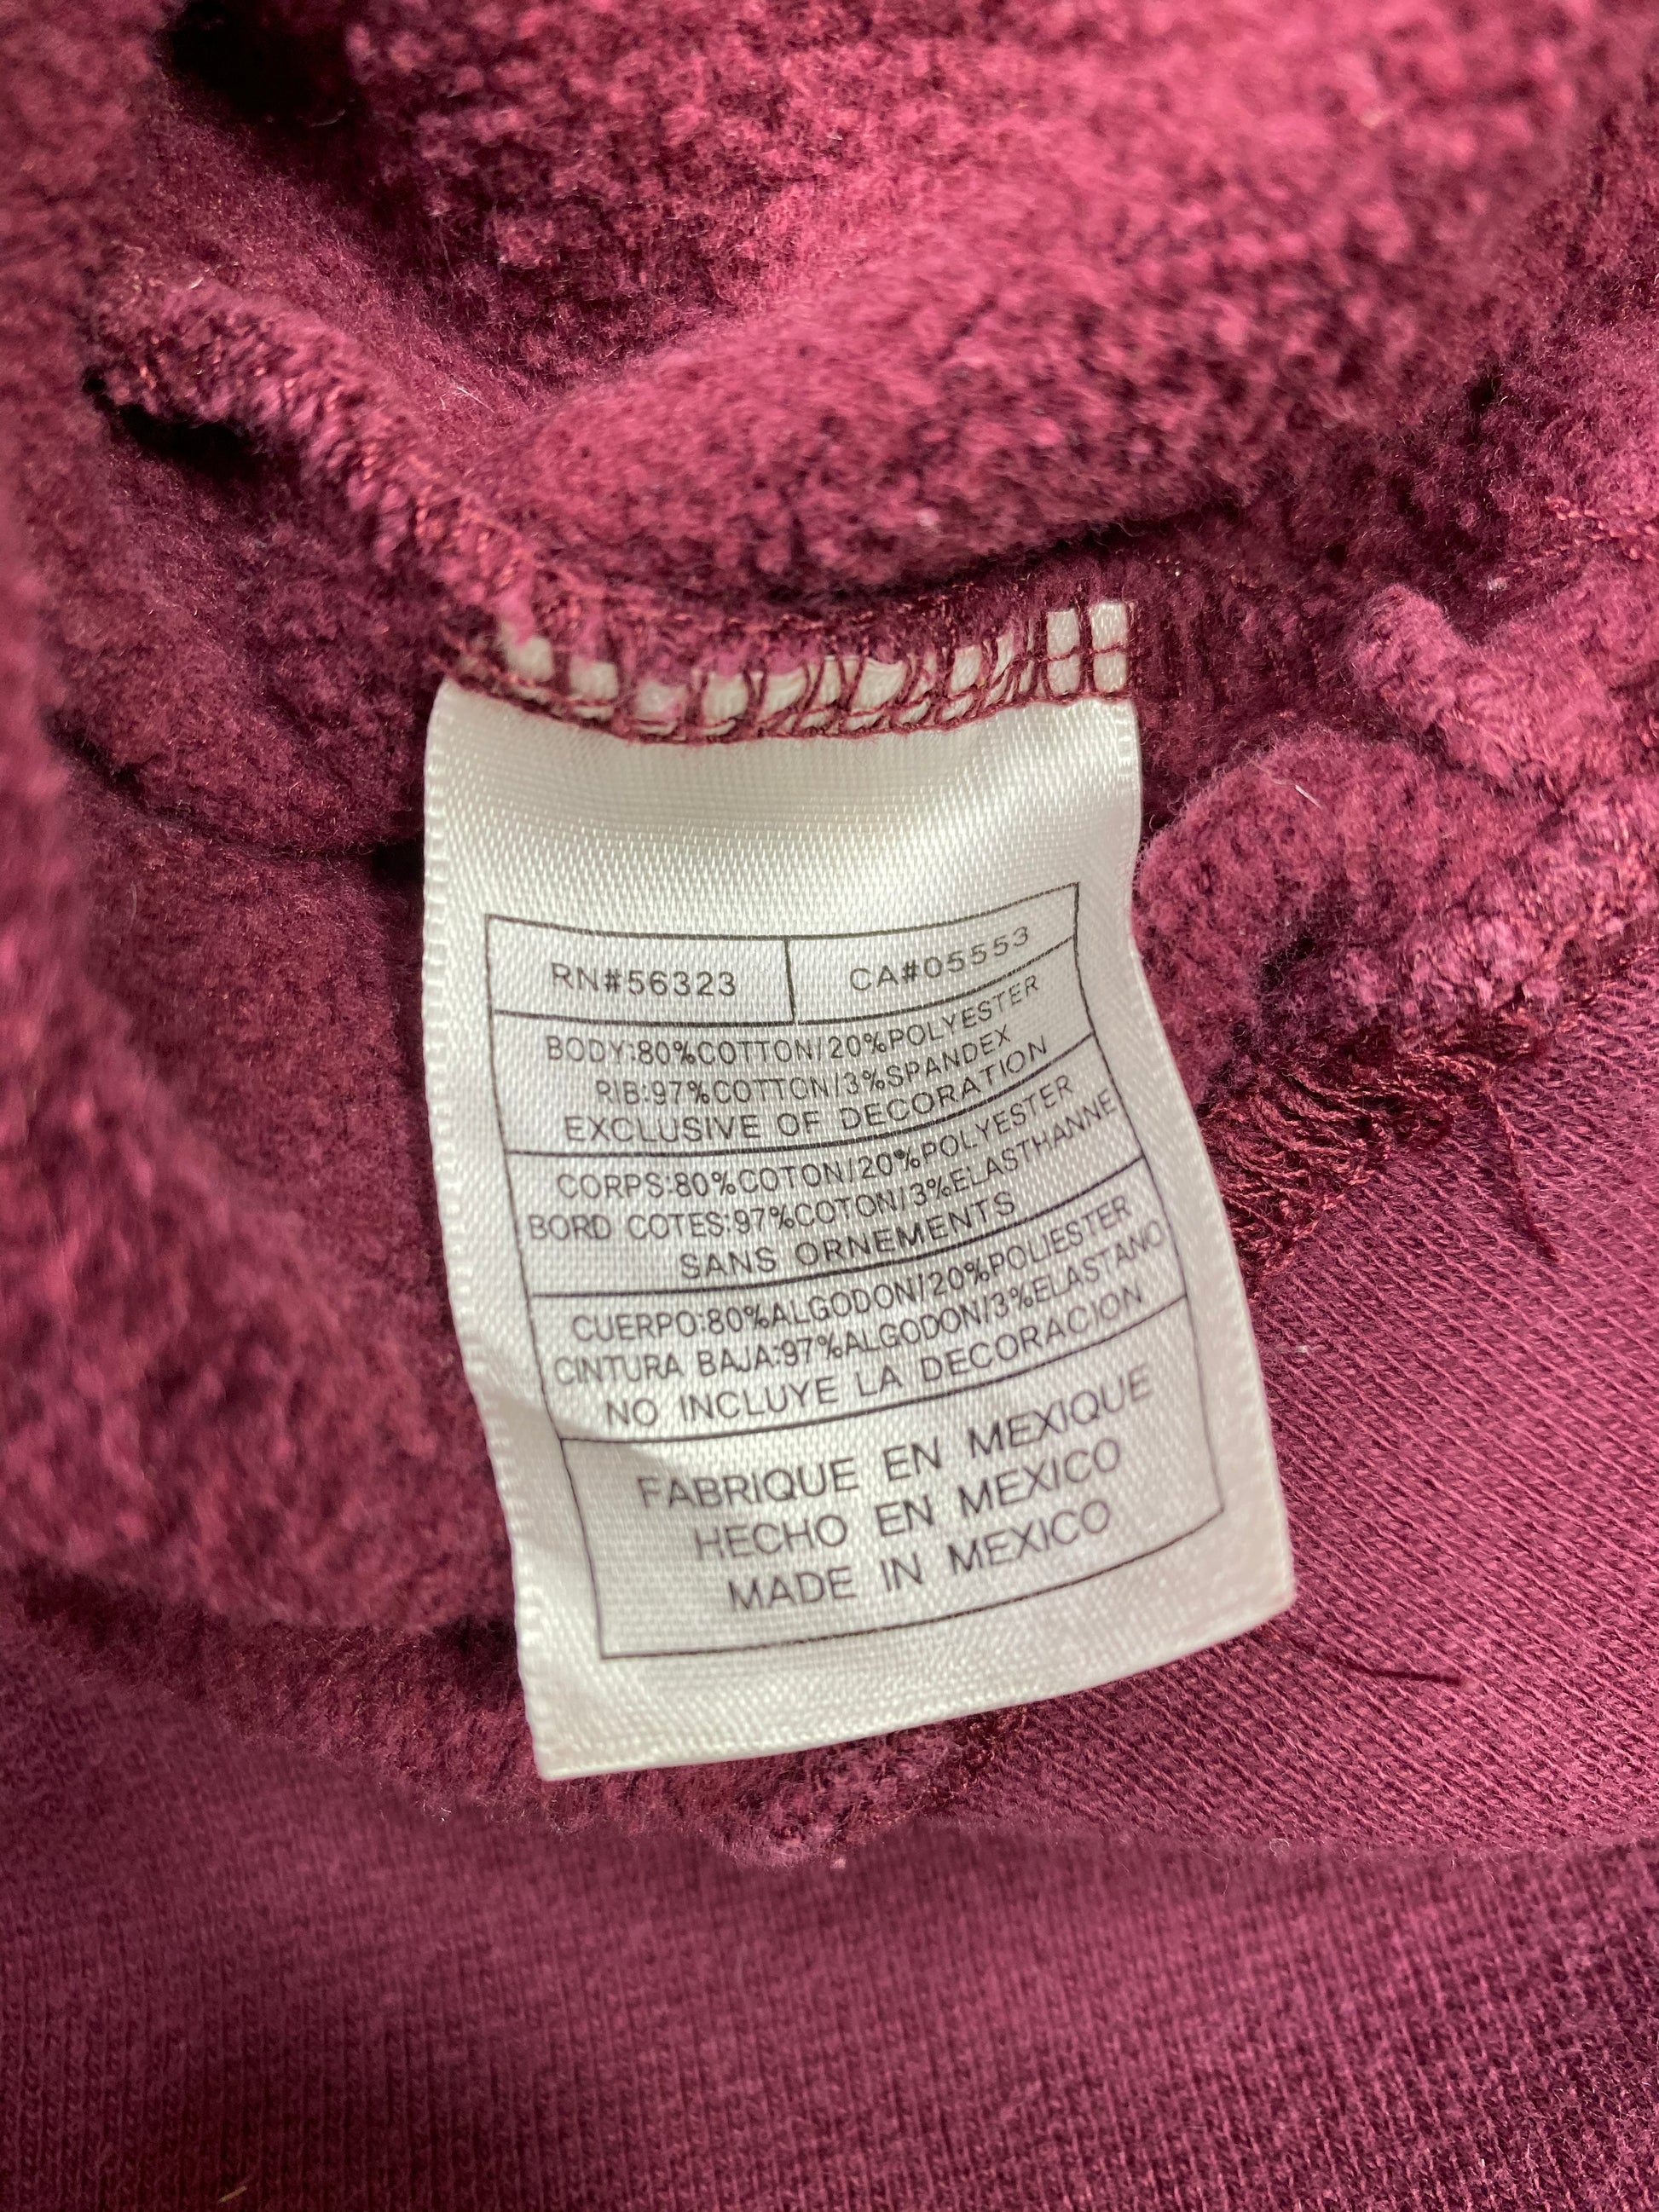 RN#56323 CA#05553
BODY:80%COTTON/20%POLYESTER
RIB:97%COTTON/3%SPANDEX
EXCLUSIVE OF DECORATION
CORPS:80%COTON/20%POLYESTER
BORD COTES:97%COTON/3%ELASTHANNE
SANS ORNEMENTS
CUERPO:80%ALGODON/20%POLIESTER
CINTURA BAJA:97%ALGODON/3%ELASTANO
NO INCLUYE LA DECORACION
FABRIQUE EN MEXIQUE
HECHO EN MEXICO
MADE IN MEXICO